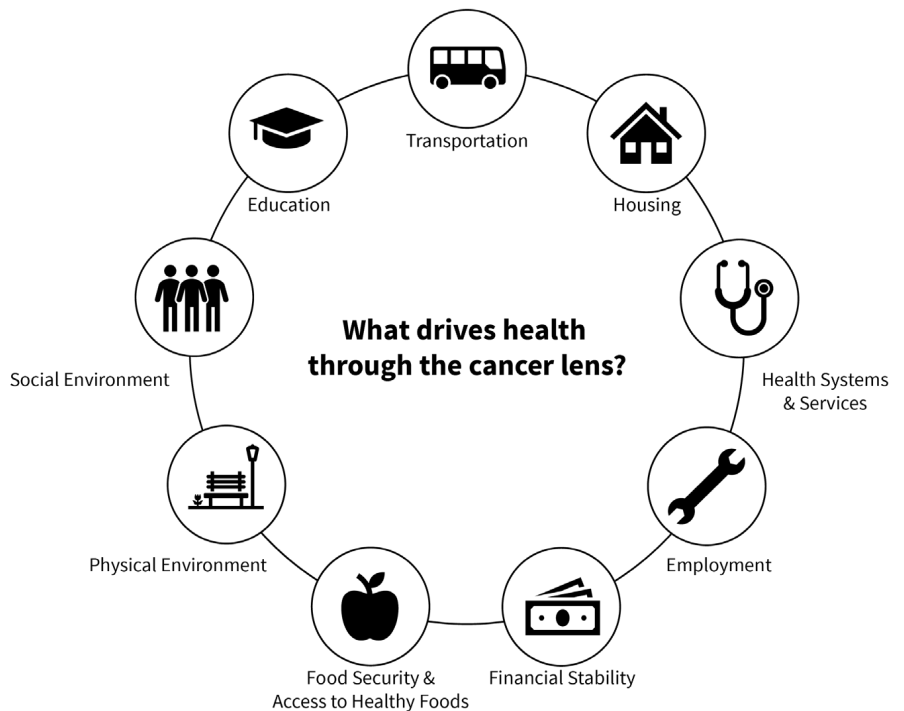 Transportation
Education
Housing
What drives health
through the cancer lens?
Social Environment
Health Systems
& Services
Physical Environment
Employment
Food Security &
Access to Healthy Foods
Financial Stability